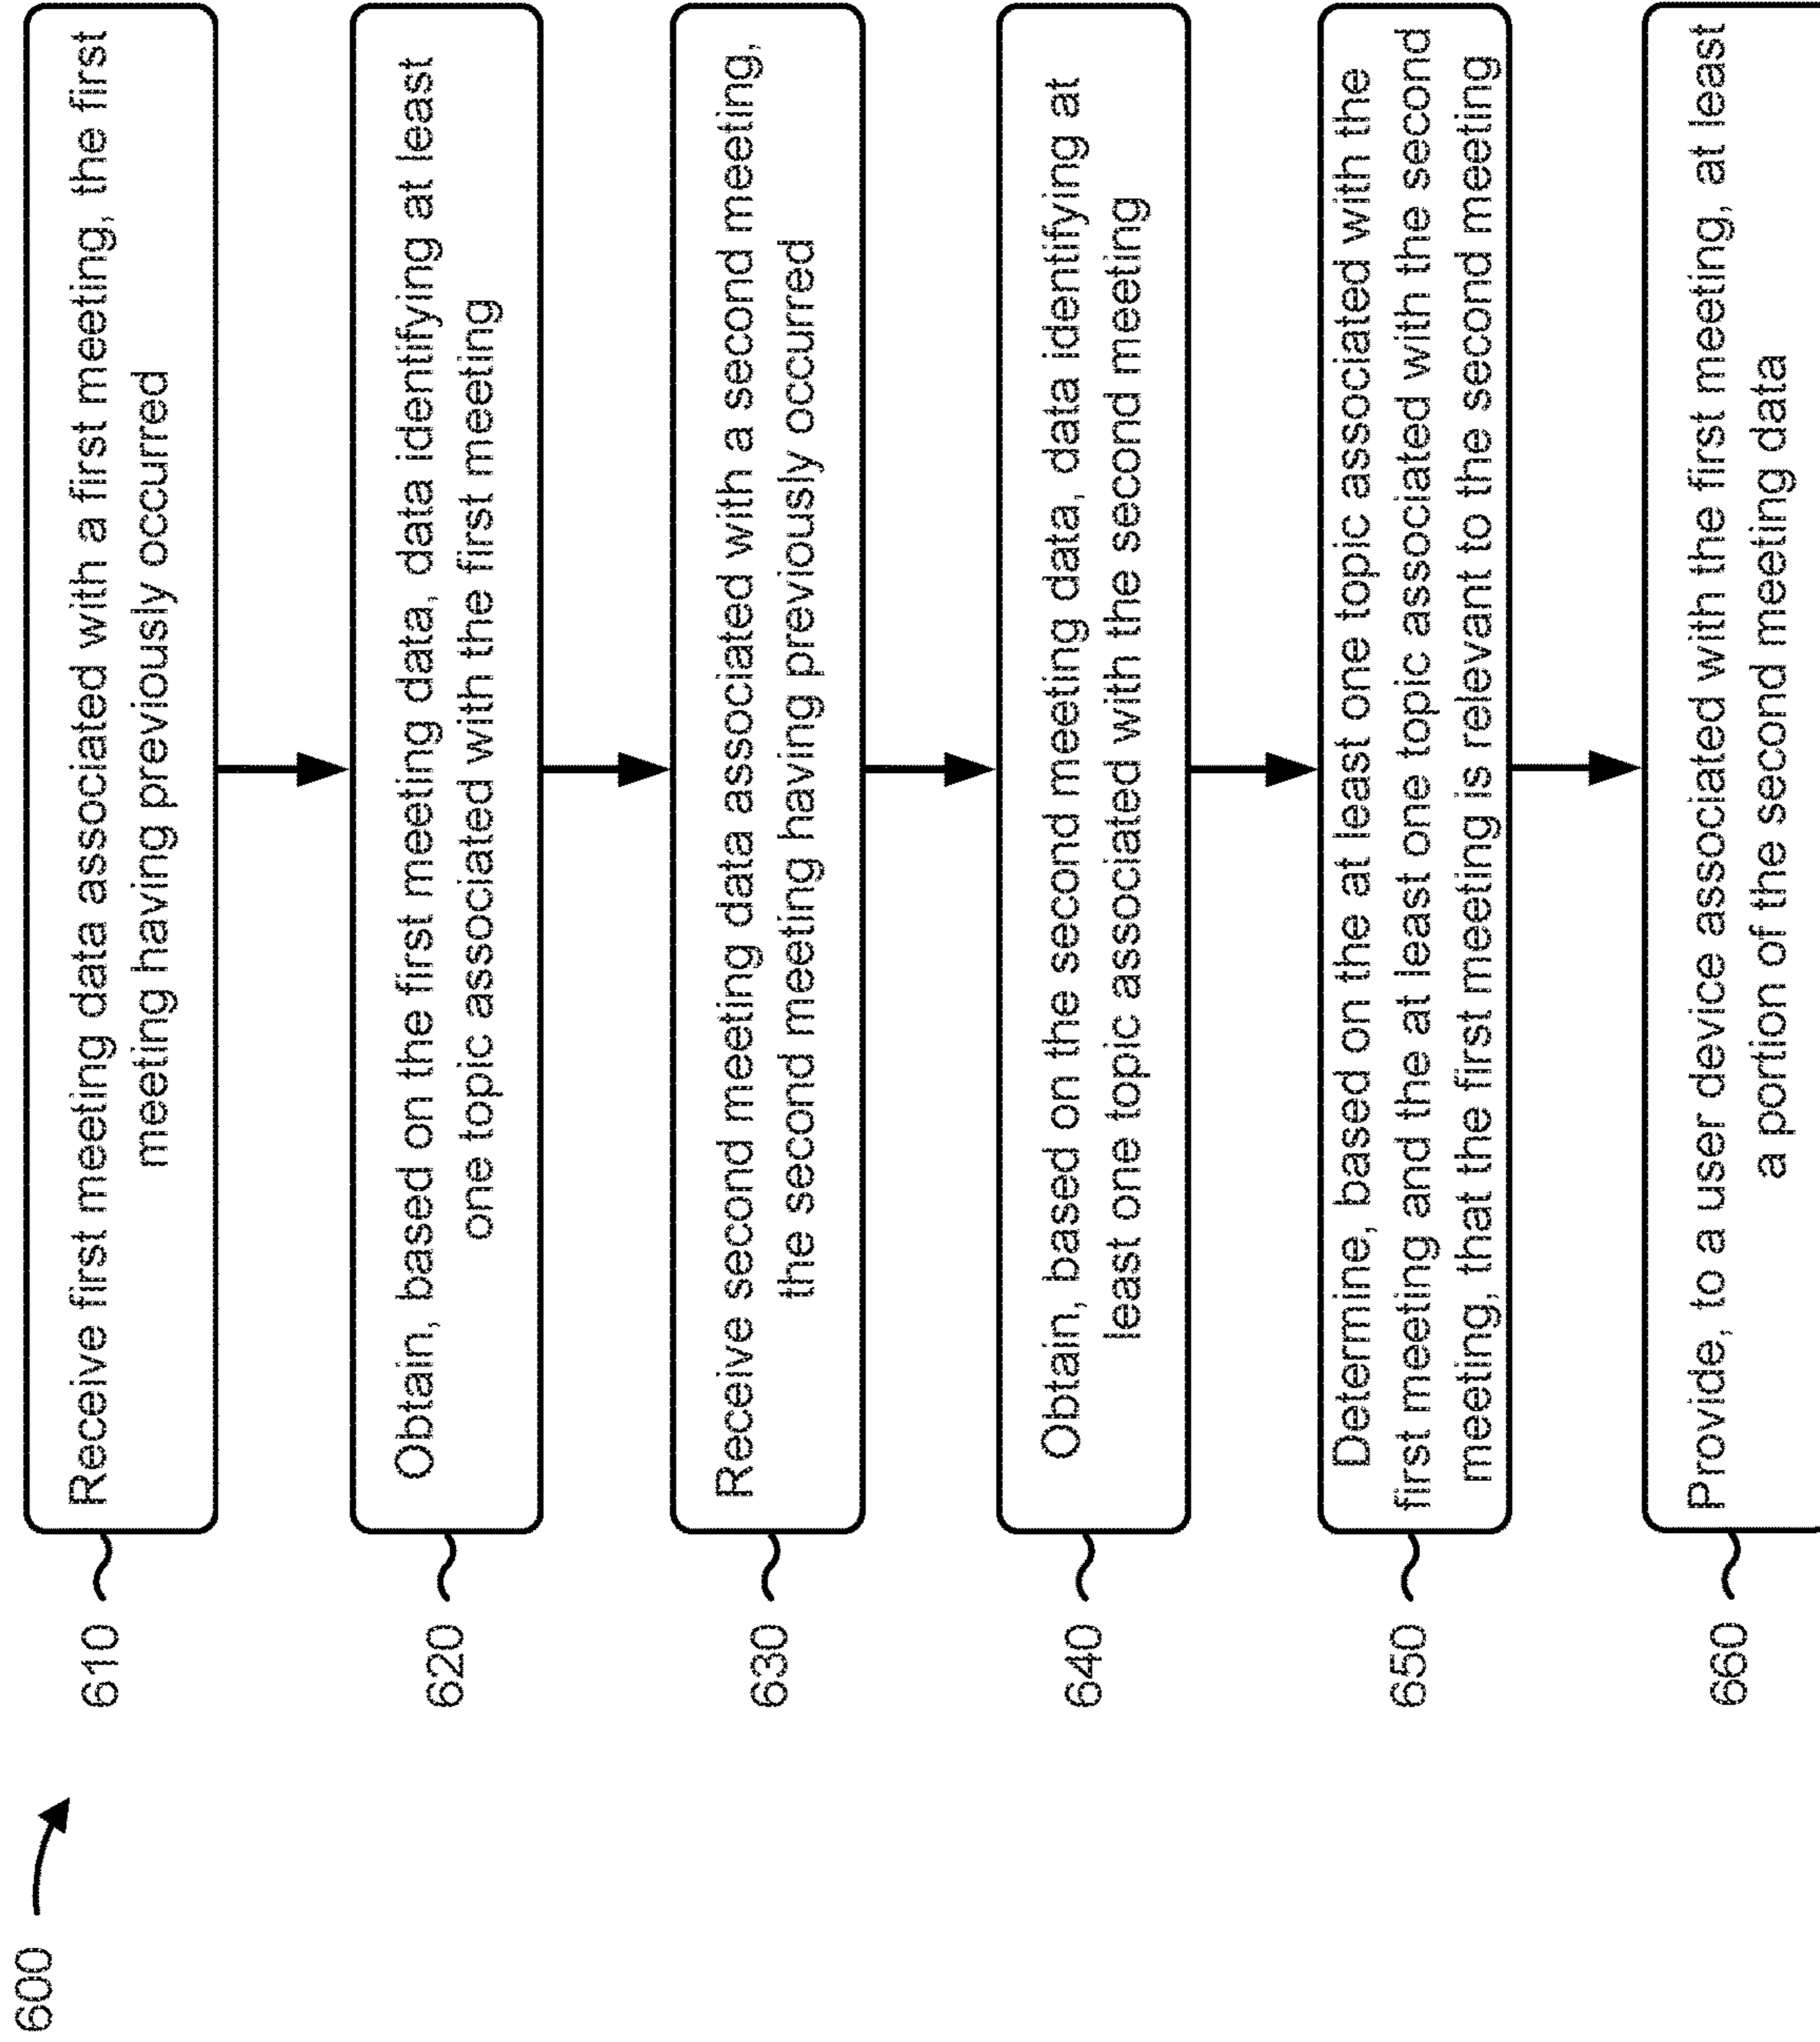 600
610
Receive first meeting data associated with a first meeting, the first
meeting having previously occurred
620
Obtain, based on the first meeting data, data identifying at least
one topic associated with the first meeting
630
Receive second meeting data associated with a second meeting,
the second meeting having previously occurred
640
Obtain, based on the second meeting data, data identifying at
least one topic associated with the second meeting
650
Determine, based on the at least one topic associated with the
first meeting and the at least one topic associated with the second
meeting, that the first meeting is relevant to the second meeting
660
Provide, to a user device associated with the first meeting, at least
a portion of the second meeting data